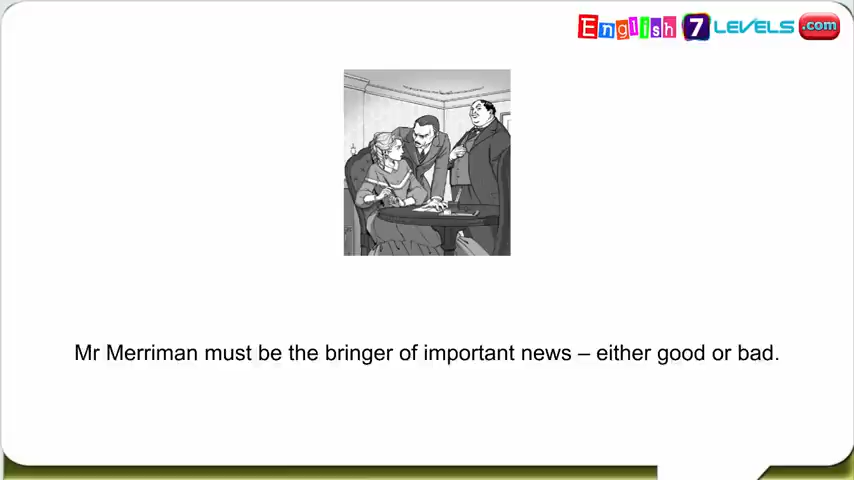 English 7 LEVELS .com
Mr Merriman must be the bringer of important news – either good or bad.